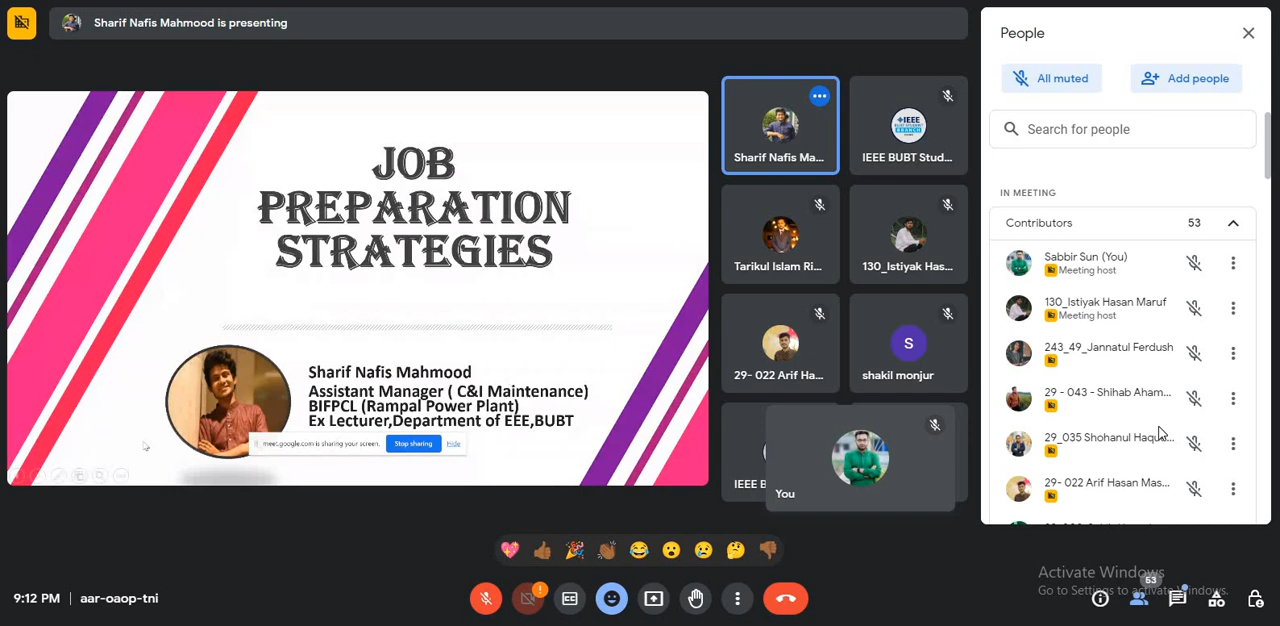 Sharif Nafis Mahmood is presenting
JOB
PREPARATION
STRATEGIES
Sharif Nafis Mahmood
Assistant Manager ( C&I Maintenance)
BIFPCL (Rampal Power Plant)
Ex Lecturer,Department of EEE,BUBT
meet.google.com is sharing your screen.
Stop sharing
Hide
Sharif Nafis Ma...
IEEE BUBT Stud...
Tarikul Islam Ri...
130_Istiyak Has...
29- 022 Arif Ha...
S
shakil monjur
IEEE B
You
People
All muted
Add people
Search for people
IN MEETING
Contributors 53
Sabbir Sun (You)
Meeting host
130_Istiyak Hasan Maruf
Meeting host
243_49_Jannatul Ferdush
29 - 043 - Shihab Aham...
29_035 Shohanul Haqu...
29- 022 Arif Hasan Mas...
Activate Windows
Go to Settings to activate Windows.
53
9:12 PM | aar-oaop-tni